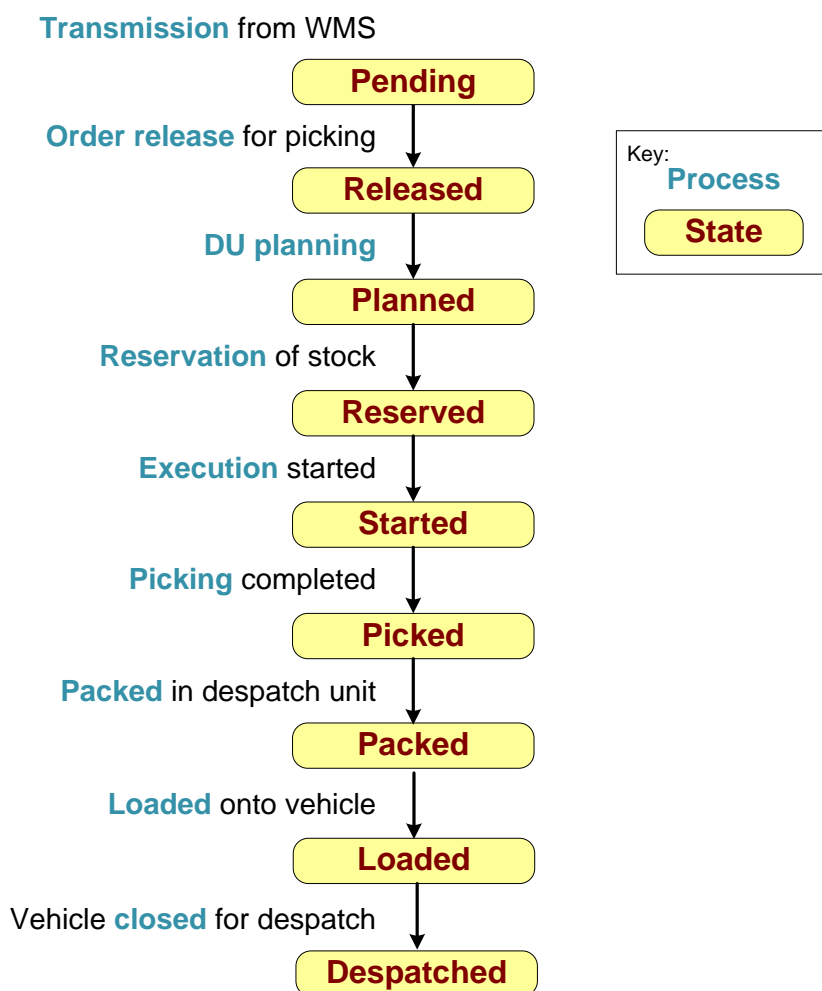 Transmission from WMS
Pending
Order release for picking
Key:
Process
Released
State
DU planning
Planned
Reservation of stock
Reserved
Execution started
Started
Picking completed
Picked
Packed in despatch unit
Packed
Loaded onto vehicle
Loaded
Vehicle closed for despatch
Despatched